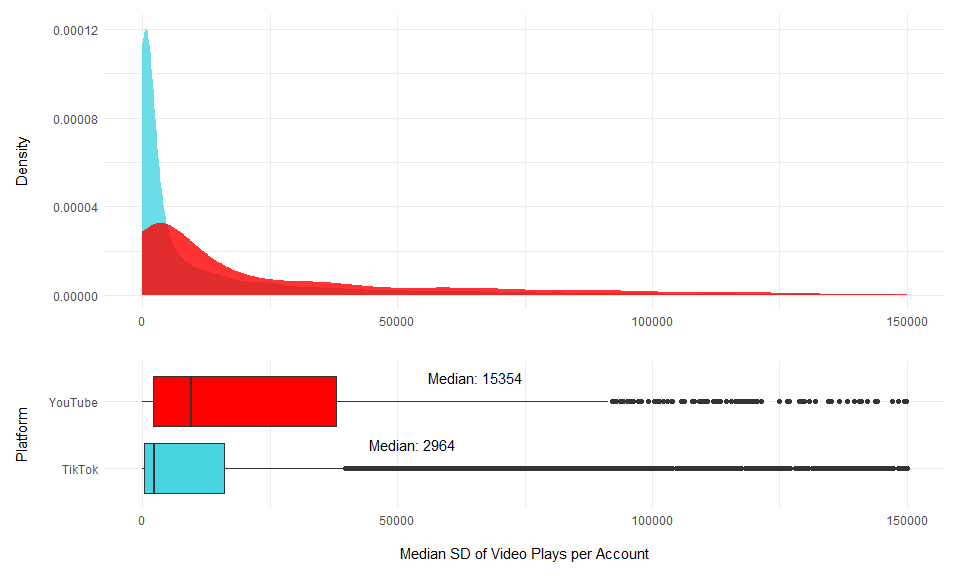 0.00012
0.00008
Density
0.00004
0.00000
0 50000 100000 150000
Median: 15354
YouTube
Platform
Median: 2964
TikTok
0 50000 100000 150000
Median SD of Video Plays per Account